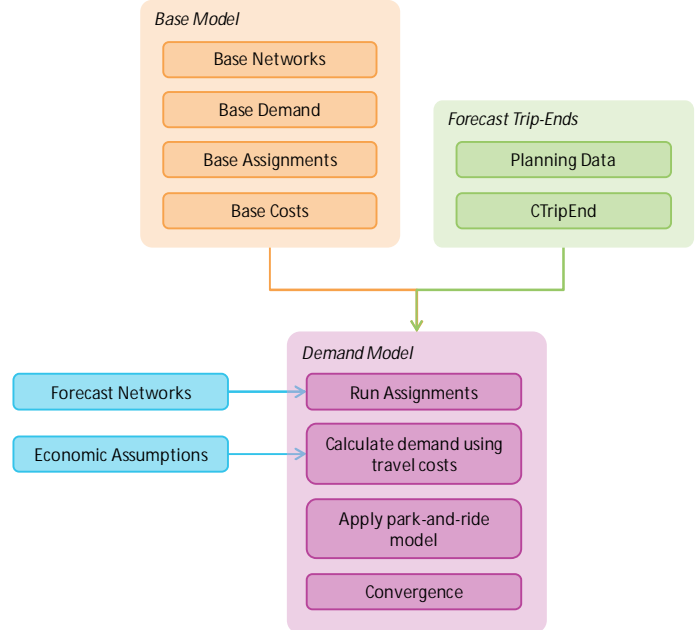 Base Model
Base Networks
Base Demand
Base Assignments
Base Costs
Forecast Trip-Ends
Planning Data
CTripEnd
Demand Model
Forecast Networks
Run Assignments
Economic Assumptions
Calculate demand using
travel costs
Apply park-and-ride
model
Convergence